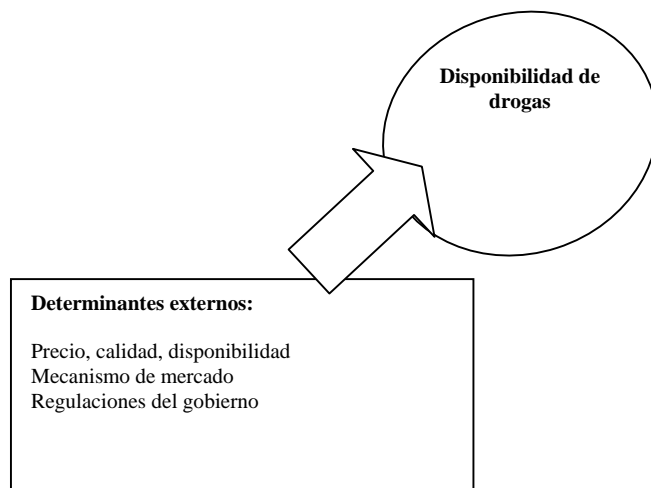 Disponibilidad de
drogas
Determinantes externos:
Precio, calidad, disponibilidad
Mecanismo de mercado
Regulaciones del gobierno